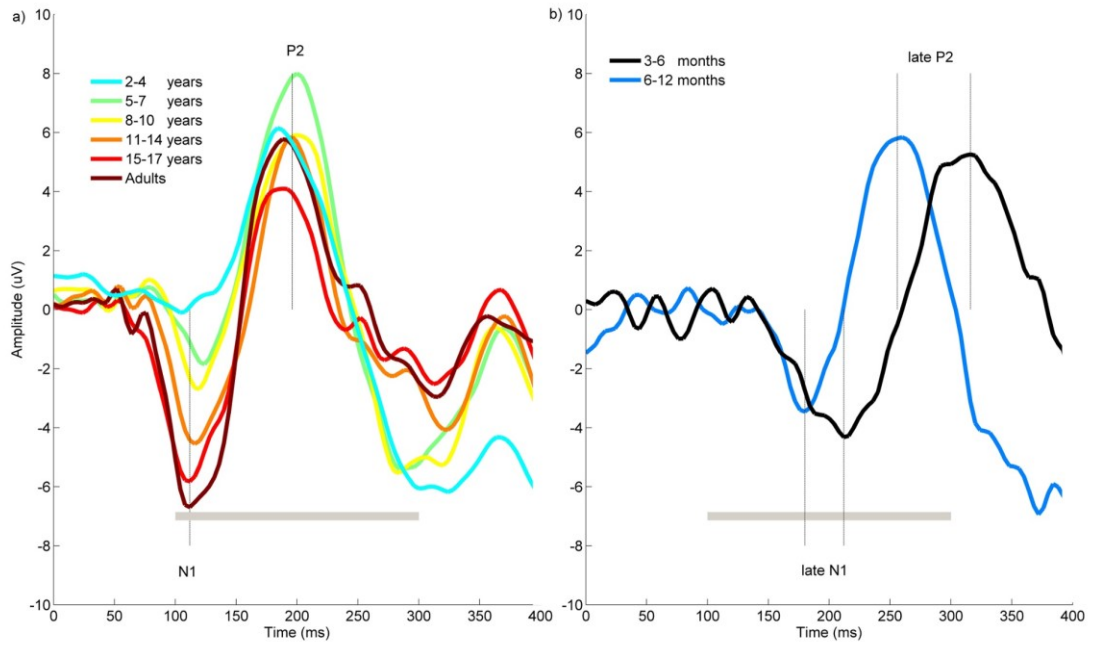 a)
Amplitude (uV)
10
8
6
4
2
0
-2
-4
-6
-8
-10
P2
2-4 years
5-7 years
8-10 years
11-14 years
15-17 years
Adults
N1
0 50 100 150 200 250 300 350 400
Time (ms)
b)
10
8
6
4
2
0
-2
-4
-6
-8
-10
late P2
3-6 months
6-12 months
late N1
0 50 100 150 200 250 300 350 400
Time (ms)